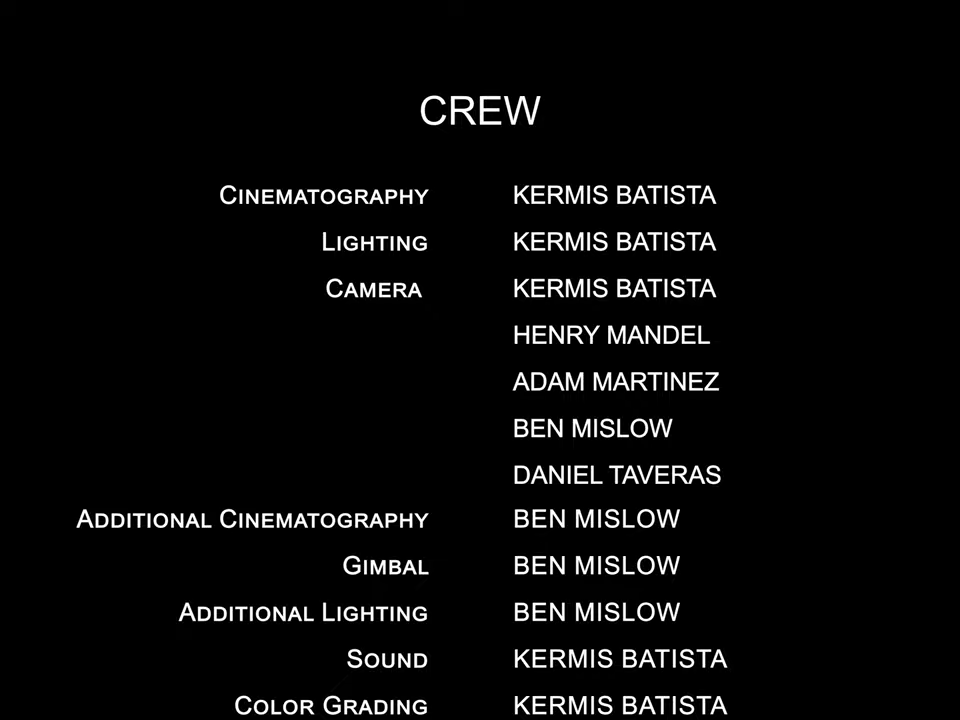 CREW
CINEMATOGRAPHY KERMIS BATISTA
LIGHTING KERMIS BATISTA
CAMERA KERMIS BATISTA
HENRY MANDEL
ADAM MARTINEZ
BEN MISLOW
DANIEL TAVERAS
ADDITIONAL CINEMATOGRAPHY BEN MISLOW
GIMBAL BEN MISLOW
ADDITIONAL LIGHTING BEN MISLOW
SOUND KERMIS BATISTA
COLOR GRADING KERMIS BATISTA